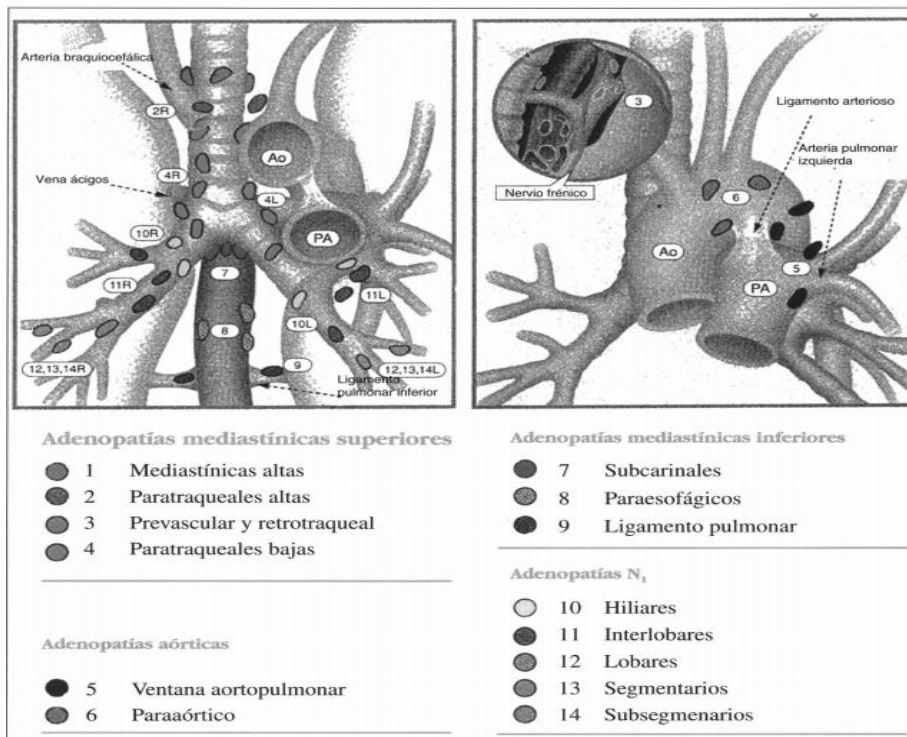 Arteria braquiocefálica
2R
Ao
4R
Vena ácigos
4L
10R
PA
7
11R
11L
8
10L
9
12,13,14R
Ligamento
pulmonar inferior
12,13,14L
3
Ligamento arterioso
Arteria pulmonar
izquierda
Nervio frénico
6
Ao
5
PA
Adenopatías mediastínicas superiores
1 Mediastínicas altas
2 Paratraqueales altas
3 Prevascular y retrotraqueal
4 Paratraqueales bajas
Adenopatías aórticas
5 Ventana aortopulmonar
6 Paraaórtico
Adenopatías mediastínicas inferiores
7 Subcarinales
8 Paraesofágicos
9 Ligamento pulmonar
Adenopatías N₁
10 Hiliares
11 Interlobares
12 Lobares
13 Segmentarios
14 Subsegmenarios